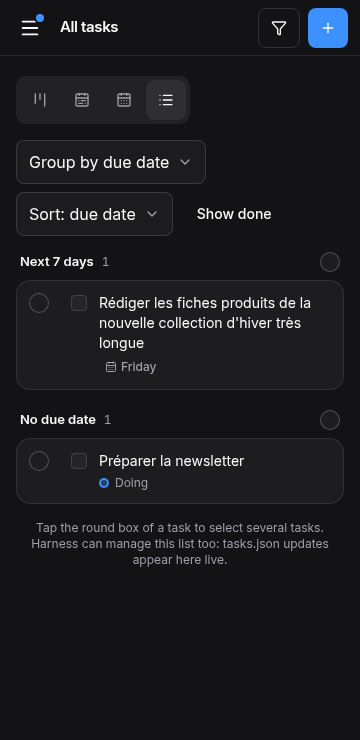 All tasks
Group by due date
Sort: due date
Show done
Next 7 days 1
Rédiger les fiches produits de la
nouvelle collection d'hiver très
longue
Friday
No due date 1
Préparer la newsletter
Doing
Tap the round box of a task to select several tasks.
Harness can manage this list too: tasks.json updates
appear here live.